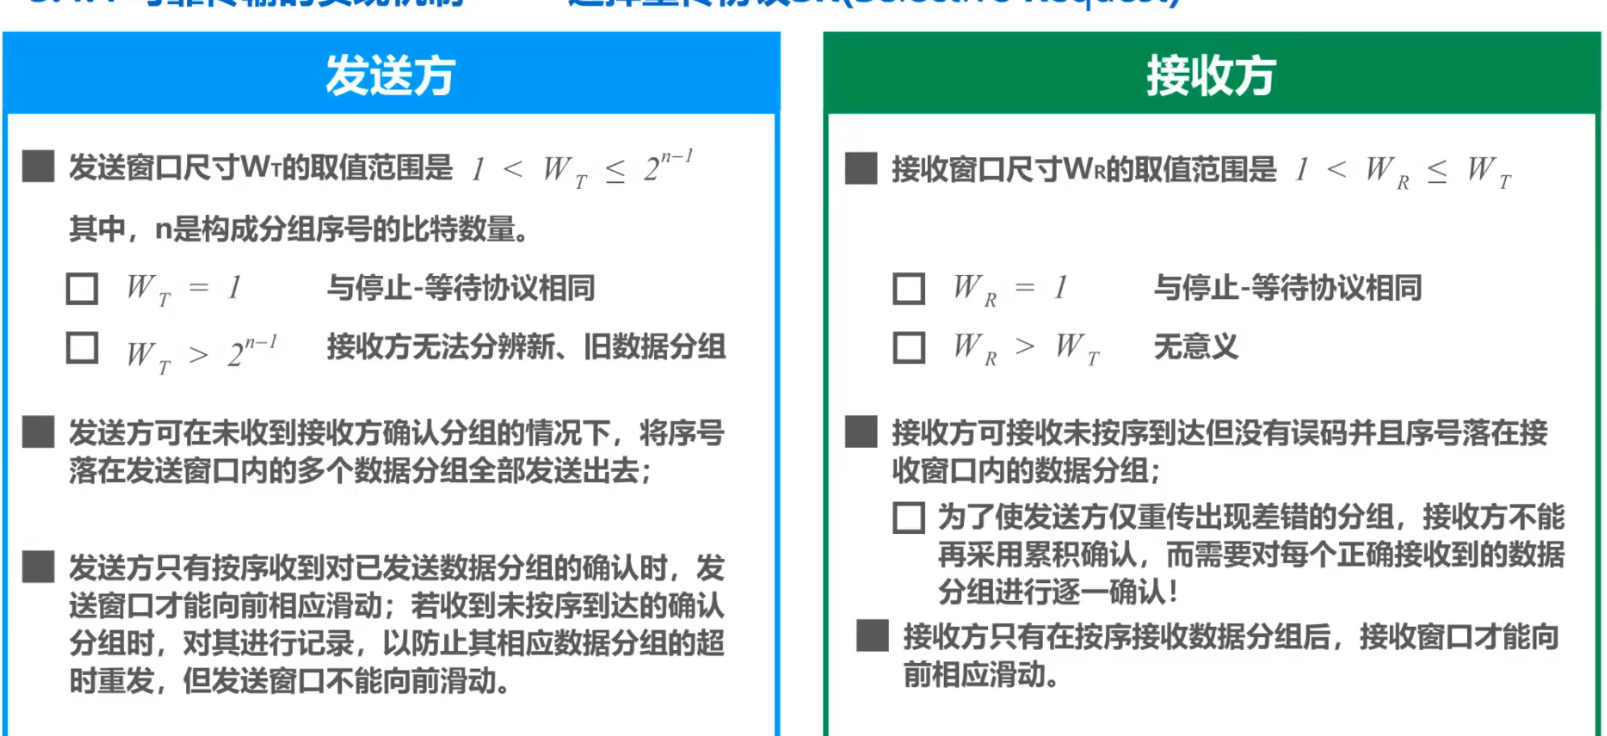 选择重传协议SR(Selective Request)
发送方
发送窗口尺寸WT的取值范围是 1 < W_T ≤ 2^{n-1}
其中，n是构成分组序号的比特数量。
W_T = 1 与停止-等待协议相同
W_T > 2^{n-1} 接收方无法分辨新、旧数据分组
发送方可在未收到接收方确认分组的情况下，将序号
落在发送窗口内的多个数据分组全部发送出去；
发送方只有按序收到对已发送数据分组的确认时，发
送窗口才能向前相应滑动；若收到未按序到达的确认
分组时，对其进行记录，以防止其相应数据分组的超
时重发，但发送窗口不能向前滑动。
接收方
接收窗口尺寸WR的取值范围是 1 < W_R ≤ W_T
W_R = 1 与停止-等待协议相同
W_R > W_T 无意义
接收方可接收未按序到达但没有误码并且序号落在接
收窗口内的数据分组；
为了使发送方仅重传出现差错的分组，接收方不能
再采用累积确认，而需要对每个正确接收到的数据
分组进行逐一确认！
接收方只有在按序接收数据分组后，接收窗口才能向
前相应滑动。